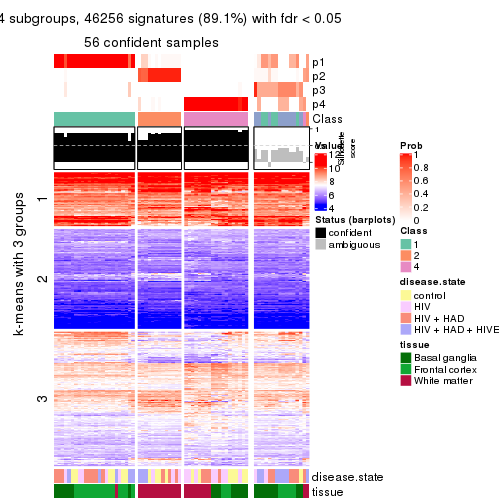 4 subgroups, 46256 signatures (89.1%) with fdr < 0.05
56 confident samples
p1
p2
p3
p4
Class
1
Silhouette
score
k-means with 3 groups
1
2
3
disease.state
tissue
Value
12
10
8
6
4
Status (barplots)
confident
ambiguous
Prob
1
0.8
0.6
0.4
0.2
0
Class
1
2
4
disease.state
control
HIV
HIV + HAD
HIV + HAD + HIVE
tissue
Basal ganglia
Frontal cortex
White matter